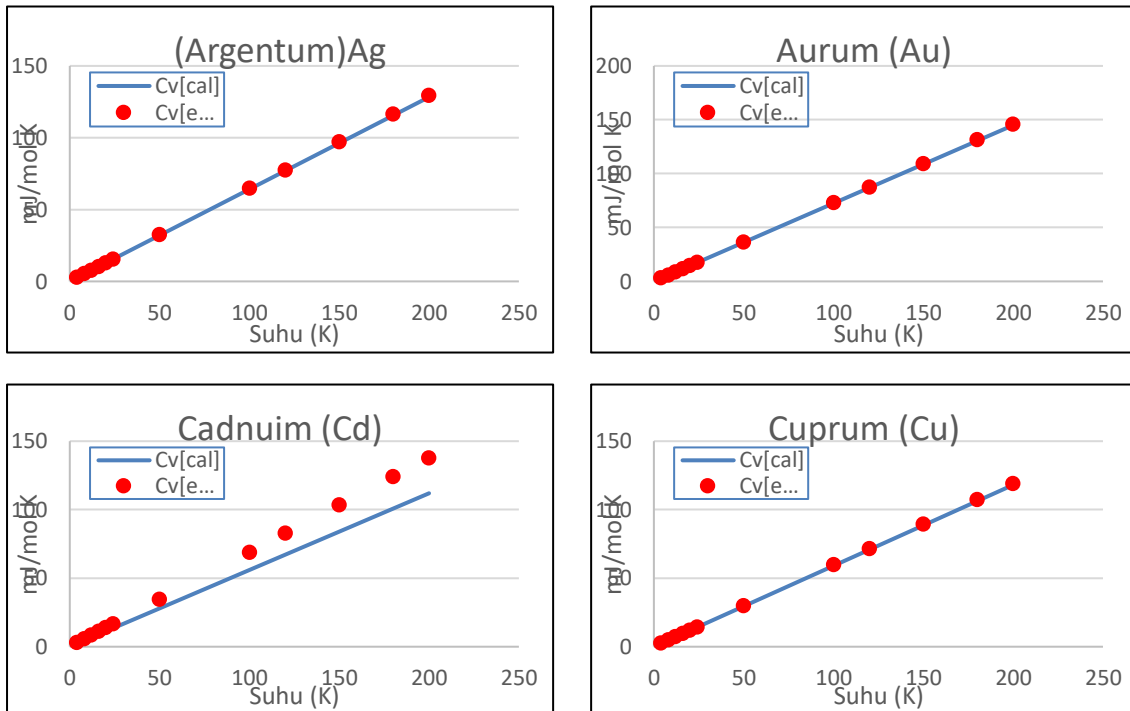 (Argentum)Ag
150
100
50
0
mJ/mol K
Cv[cal]
Cv[e...
0 50 100 150 200 250
Suhu (K)
Aurum (Au)
200
150
100
50
0
mJ/mol K
Cv[cal]
Cv[e...
0 50 100 150 200 250
Suhu (K)
Cadnuim (Cd)
150
100
50
0
mJ/mol K
Cv[cal]
Cv[e...
0 50 100 150 200 250
Suhu (K)
Cuprum (Cu)
150
100
50
0
mJ/mol K
Cv[cal]
Cv[e...
0 50 100 150 200 250
Suhu (K)